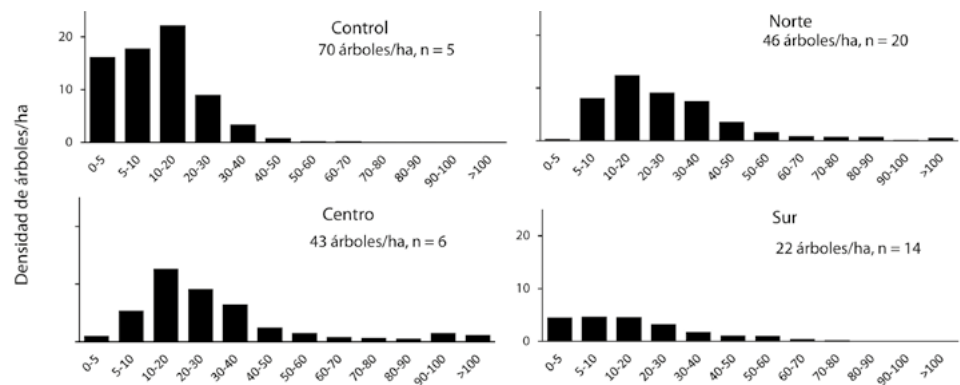 Densidad de árboles/ha
Control
70 árboles/ha, n = 5
20
10
0
0-5 5-10 10-20 20-30 30-40 40-50 50-60 60-70 70-80 80-90 90-100 >100
Norte
46 árboles/ha, n = 20
0-5 5-10 10-20 20-30 30-40 40-50 50-60 60-70 70-80 80-90 90-100 >100
Centro
43 árboles/ha, n = 6
0-5 5-10 10-20 20-30 30-40 40-50 50-60 60-70 70-80 80-90 90-100 >100
Sur
22 árboles/ha, n = 14
20
10
0
0-5 5-10 10-20 20-30 30-40 40-50 50-60 60-70 70-80 80-90 90-100 >100